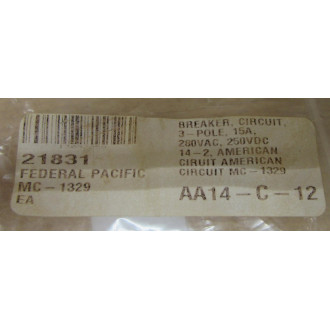 21831
FEDERAL PACIFIC
MC-1329
EA
BREAKER, CIRCUIT,
3-POLE, 15A,
280VAC, 250VDC
14-2, AMERICAN
CIRUIT AMERICAN
CIRCUIT MC-1329
AA14-C-12